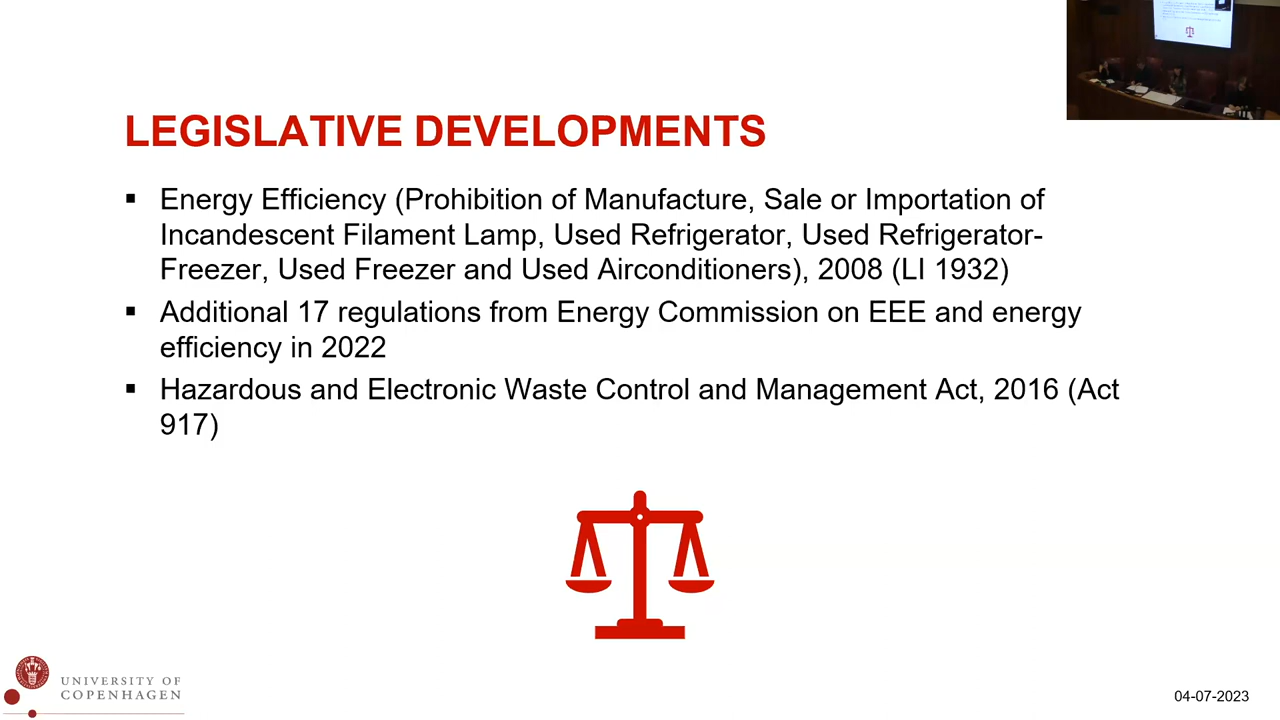 LEGISLATIVE DEVELOPMENTS
▪ Energy Efficiency (Prohibition of Manufacture, Sale or Importation of
Incandescent Filament Lamp, Used Refrigerator, Used Refrigerator-
Freezer, Used Freezer and Used Airconditioners), 2008 (LI 1932)
▪ Additional 17 regulations from Energy Commission on EEE and energy
efficiency in 2022
▪ Hazardous and Electronic Waste Control and Management Act, 2016 (Act
917)
UNIVERSITY OF
COPENHAGEN
04-07-2023